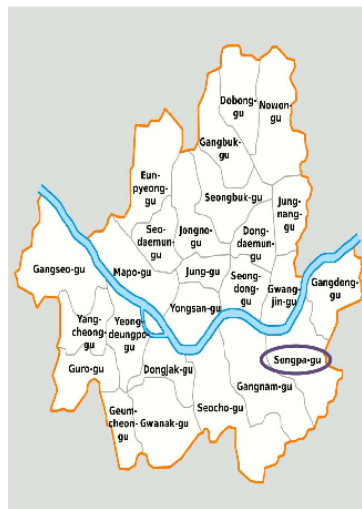 Dobong-
gu
Nowon-
gu
Gangbuk-
gu
Eun-
pyeong-
gu
Seongbuk-gu
Jung-
nang-
gu
Seo-
daemun-
gu
Jongno-
gu
Dong-
daemun-
gu
Gangseo-gu
Mapo-gu
Jung-gu
Seong-
dong-
gu
Gwang-
jin-gu
Gangdong-
gu
Yang-
cheong-
gu
Yeong-
deungpo-
gu
Yongsan-gu
Guro-gu
Dongjak-gu
Songpa-gu
Gangnam-gu
Geum-
cheon-
gu
Gwanak-gu
Seocho-gu